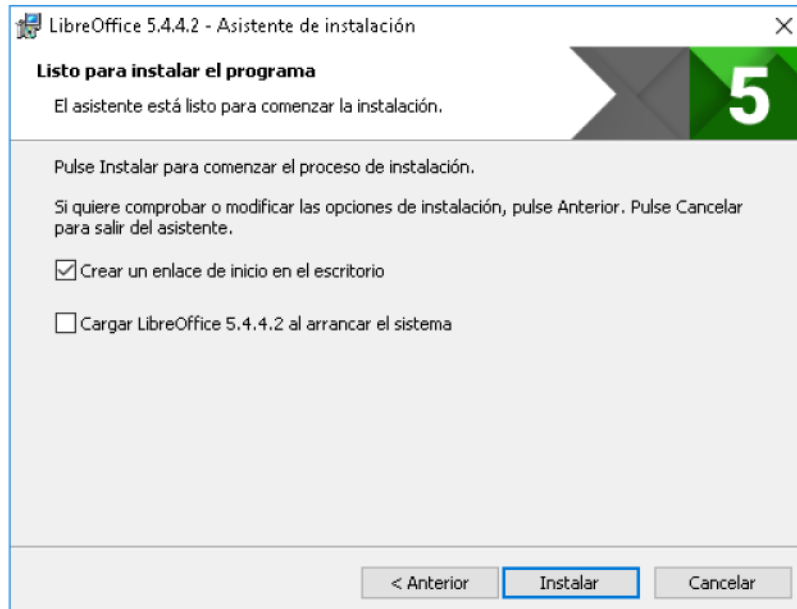 LibreOffice 5.4.4.2 - Asistente de instalación
Listo para instalar el programa
El asistente está listo para comenzar la instalación.
5
Pulse Instalar para comenzar el proceso de instalación.
Si quiere comprobar o modificar las opciones de instalación, pulse Anterior. Pulse Cancelar
para salir del asistente.
Crear un enlace de inicio en el escritorio
Cargar LibreOffice 5.4.4.2 al arrancar el sistema
< Anterior
Instalar
Cancelar